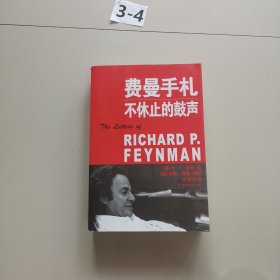 3-4
费曼手札
不休止的鼓声
The Letters of
RICHARD P.
FEYNMAN